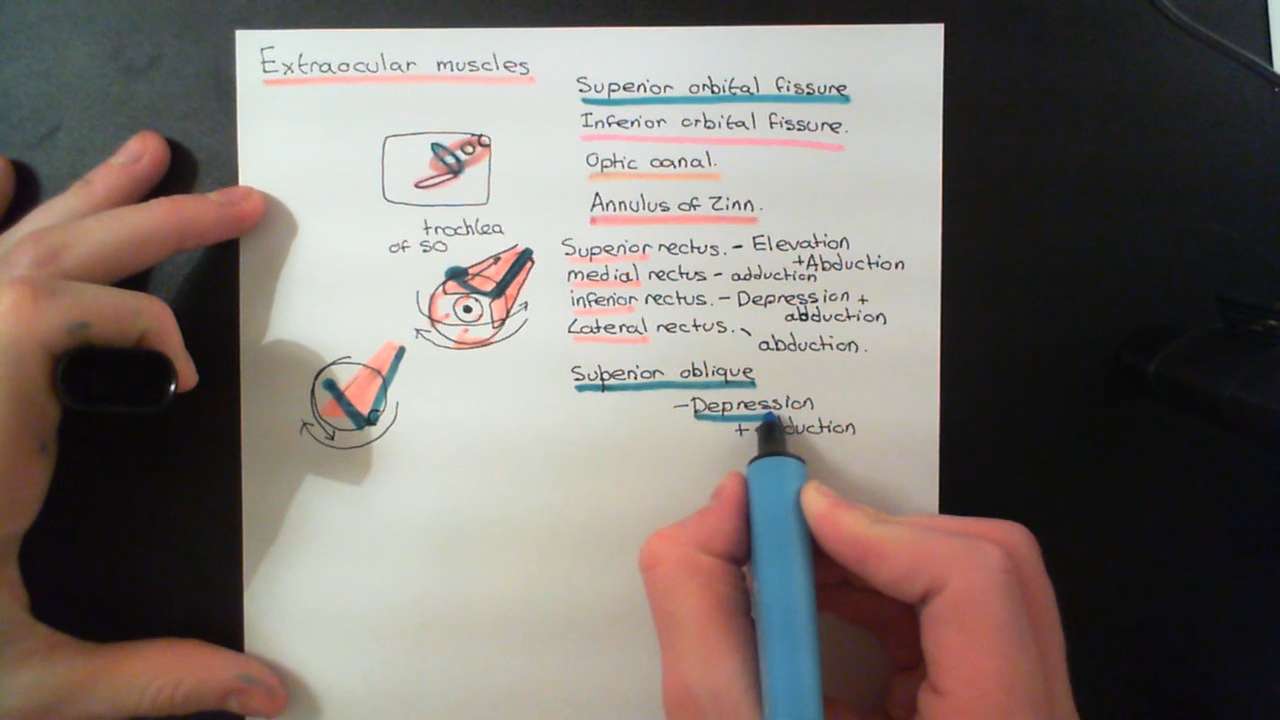 Extraocular muscles
Superior orbital fissure
Inferior orbital fissure.
Optic canal.
Annulus of Zinn.
trochlea
of SO
Superior rectus. - Elevation
+Abduction
medial rectus - adduction
inferior rectus. - Depression +
abduction
Lateral rectus.
abduction.
Superior oblique
- Depression
+